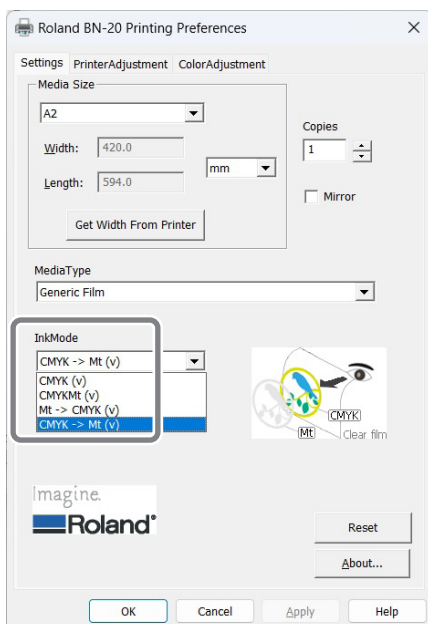 Roland BN-20 Printing Preferences
Settings PrinterAdjustment ColorAdjustment
Media Size
A2
Width: 420.0
mm
Length: 594.0
Get Width From Printer
Copies
1
Mirror
MediaType
Generic Film
InkMode
CMYK -> Mt (v)
CMYK (v)
CMYKMt (v)
Mt -> CMYK (v)
CMYK -> Mt (v)
CMYK
Mt
Clear film
Imagine.
Roland®
Reset
About...
OK Cancel Apply Help